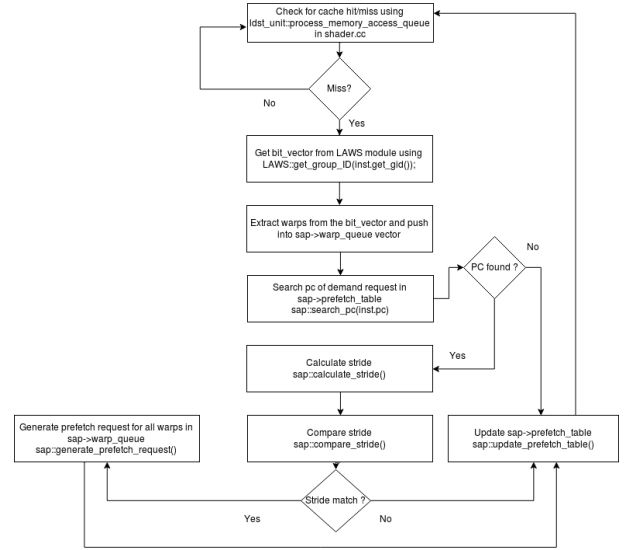 Check for cache hit/miss using
ldst_unit::process_memory_access_queue
in shader.cc
Miss?
No
Yes
Get bit_vector from LAWS module using
LAWS::get_group_ID(inst.get_gid());
Extract warps from the bit_vector and push
into sap->warp_queue vector
No
PC found ?
Search pc of demand request in
sap->prefetch_table
sap::search_pc(inst.pc)
Yes
Calculate stride
sap::calculate_stride()
Generate prefetch request for all warps in
sap->warp_queue
sap::generate_prefetch_request()
Compare stride
sap::compare_stride()
Update sap->prefetch_table
sap::update_prefetch_table()
Stride match ?
Yes
No